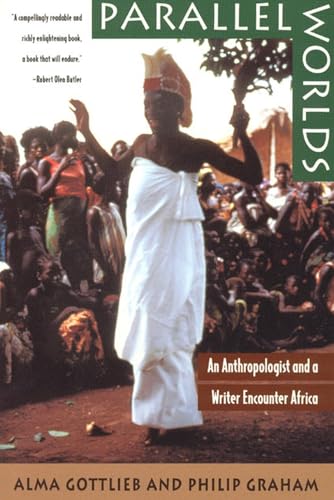 "A compellingly readable and
richly enlightening book,
a book that will endure."
—Robert Olen Butler
PARALLEL
WORLDS
An Anthropologist and a
Writer Encounter Africa
ALMA GOTTLIEB AND PHILIP GRAHAM